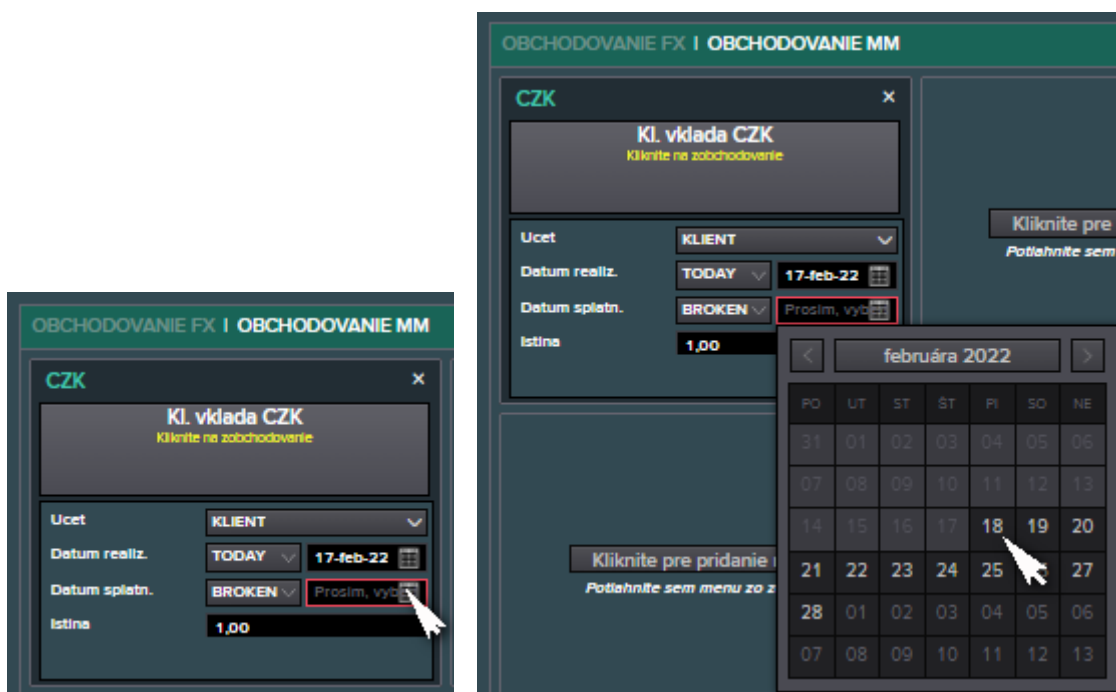 OBCHODOVANIE FX | OBCHODOVANIE MM
CZK ×
Kl. vklada CZK
Kliknite na zobchodovanie
Ucet KLIENT
Datum realiz. TODAY 17-feb-22
Datum splatn. BROKEN Prosim, vyb
Istina 1,00
OBCHODOVANIE FX | OBCHODOVANIE MM
CZK ×
Kl. vklada CZK
Kliknite na zobchodovanie
Ucet KLIENT
Datum realiz. TODAY 17-feb-22
Datum splatn. BROKEN Prosim, vyb
Istina 1,00
Kliknite pre
Potiahnite sem
Kliknite pre pridanie
Potiahnite sem menu zo z
< februára 2022 >
PO UT ST ŠT PI SO NE
31 01 02 03 04 05 06
07 08 09 10 11 12 13
14 15 16 17 18 19 20
21 22 23 24 25 27
28 01 02 03 04 05 06
07 08 09 10 11 12 13